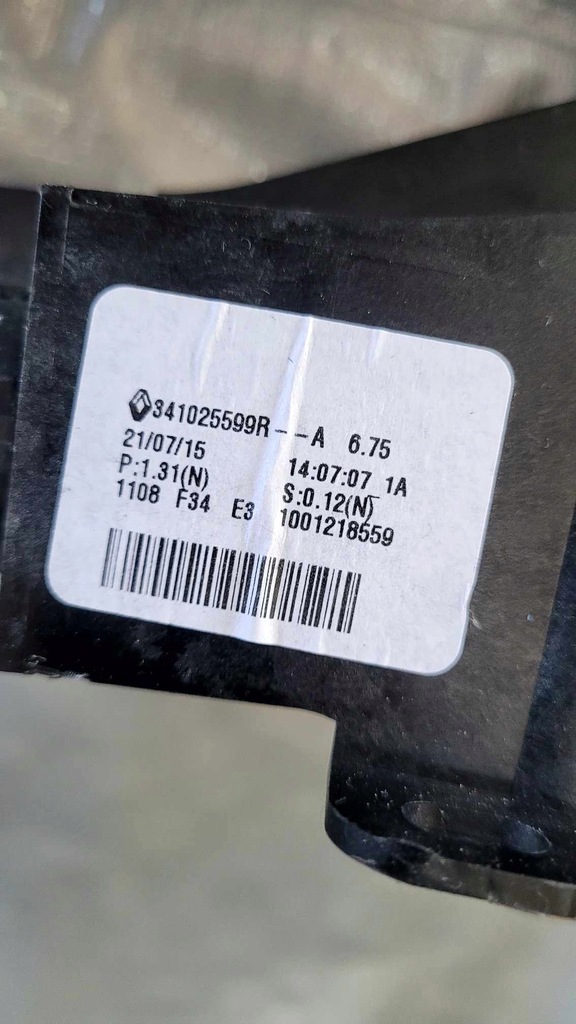 341025599R--A 6.75
21/07/15 14:07:07 1A
P:1.31(N) S:0.12(N)
1108 F34 E3 1001218559